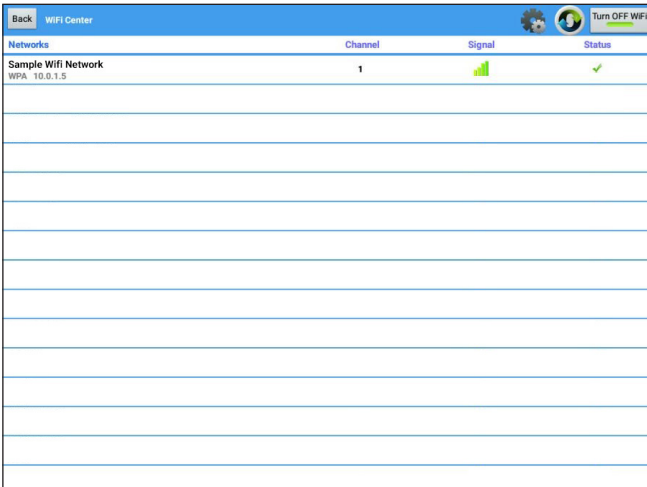 Back WiFi Center Turn OFF WiFi
Networks Channel Signal Status
Sample Wifi Network 1
WPA 10.0.1.5